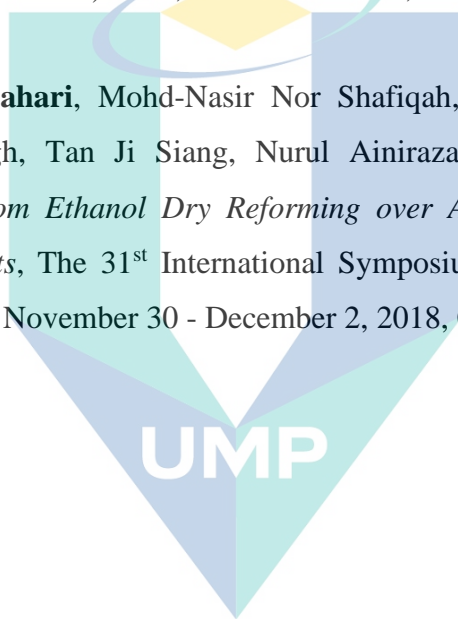 ahari, Mohd-Nasir Nor Shafiqah,
gh, Tan Ji Siang, Nurul Ainiraza
om Ethanol Dry Reforming over A
ts, The 31st International Symposiu
November 30 - December 2, 2018,
UMP